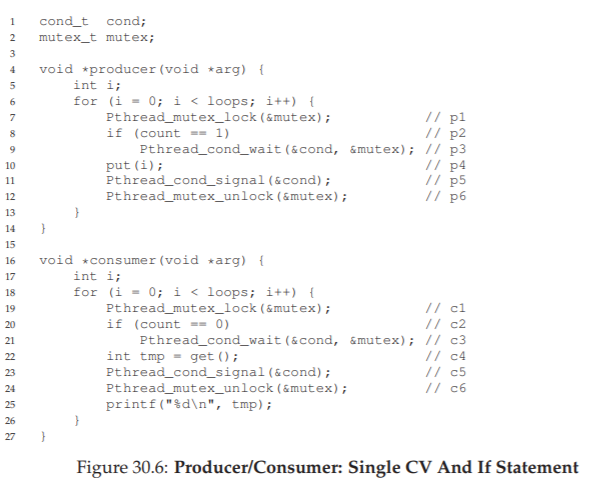 1 cond_t cond;
2 mutex_t mutex;
3
4 void *producer(void *arg) {
5 int i;
6 for (i = 0; i < loops; i++) {
7 Pthread_mutex_lock(&mutex); // p1
8 if (count == 1) // p2
9 Pthread_cond_wait(&cond, &mutex); // p3
10 put(i); // p4
11 Pthread_cond_signal(&cond); // p5
12 Pthread_mutex_unlock(&mutex); // p6
13 }
14 }
15
16 void *consumer(void *arg) {
17 int i;
18 for (i = 0; i < loops; i++) {
19 Pthread_mutex_lock(&mutex); // c1
20 if (count == 0) // c2
21 Pthread_cond_wait(&cond, &mutex); // c3
22 int tmp = get(); // c4
23 Pthread_cond_signal(&cond); // c5
24 Pthread_mutex_unlock(&mutex); // c6
25 printf("%d\n", tmp);
26 }
27 }
Figure 30.6: Producer/Consumer: Single CV And If Statement